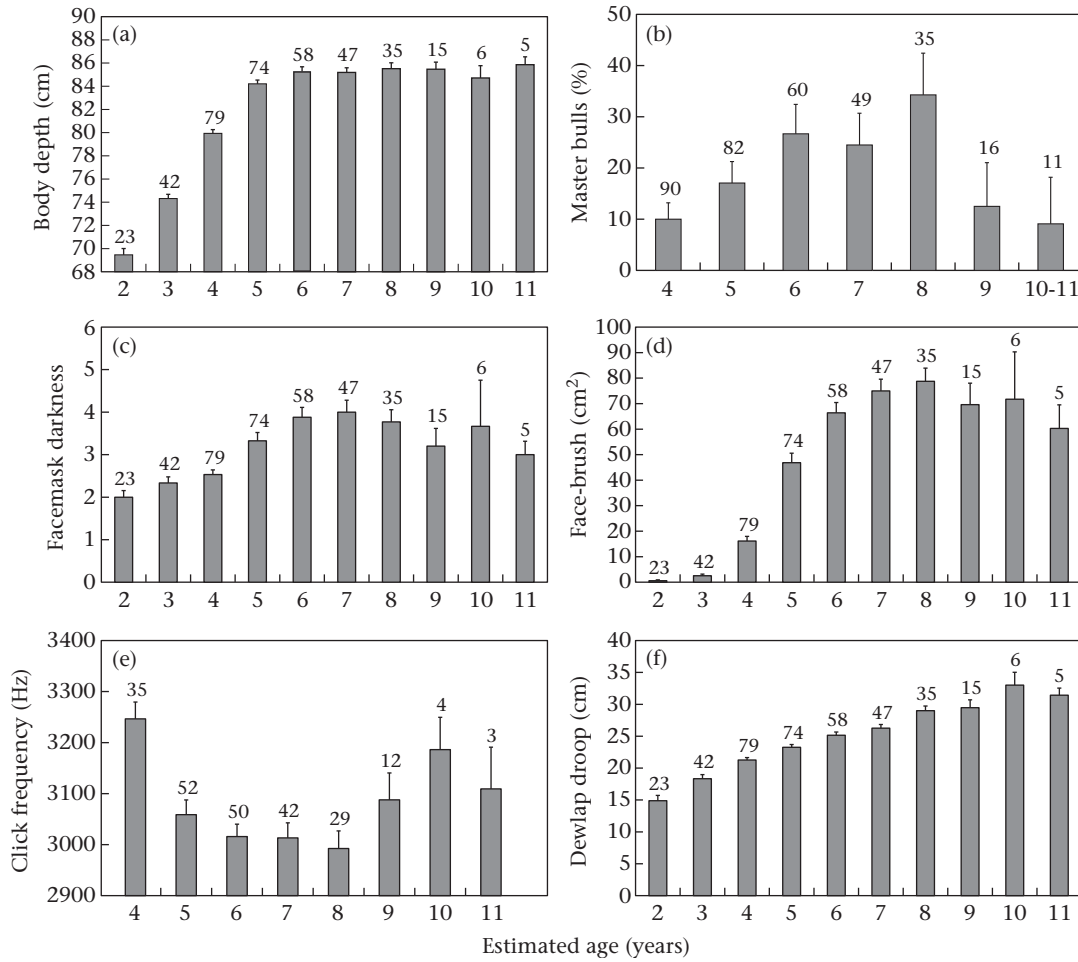 (a)
Body depth (cm)
90
88
86
84
82
80
78
76
74
72
70
68
23 42 79 74 58 47 35 15 6 5
2 3 4 5 6 7 8 9 10 11
(b)
Master bulls (%)
50
40
30
20
10
0
90 82 60 49 35 16 11
4 5 6 7 8 9 10-11
(c)
Facemask darkness
6
5
4
3
2
1
0
23 42 79 74 58 47 35 15 6 5
2 3 4 5 6 7 8 9 10 11
(d)
Face-brush (cm²)
100
90
80
70
60
50
40
30
20
10
0
23 42 79 74 58 47 35 15 6 5
2 3 4 5 6 7 8 9 10 11
(e)
Click frequency (Hz)
3400
3300
3200
3100
3000
2900
35 52 50 42 29 12 4 3
4 5 6 7 8 9 10 11
(f)
Dewlap droop (cm)
40
35
30
25
20
15
10
5
0
23 42 79 74 58 47 35 15 6 5
2 3 4 5 6 7 8 9 10 11
Estimated age (years)